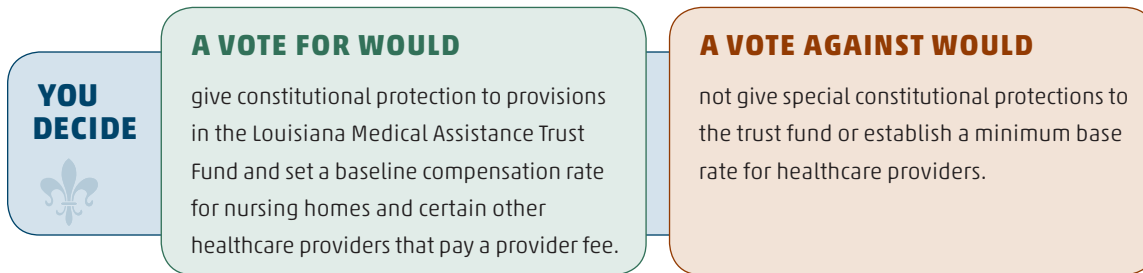 YOU
DECIDE
A VOTE FOR WOULD
give constitutional protection to provisions
in the Louisiana Medical Assistance Trust
Fund and set a baseline compensation rate
for nursing homes and certain other
healthcare providers that pay a provider fee.
A VOTE AGAINST WOULD
not give special constitutional protections to
the trust fund or establish a minimum base
rate for healthcare providers.